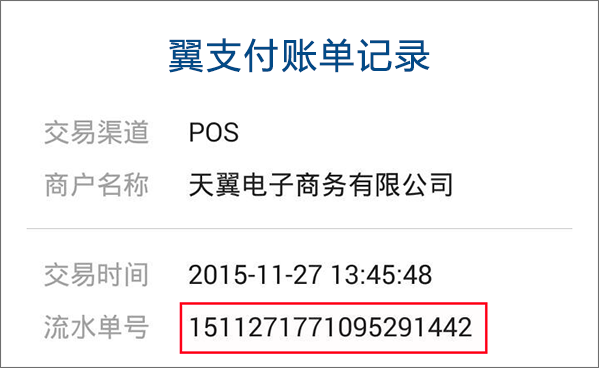 翼支付账单记录
交易渠道 POS
商户名称 天翼电子商务有限公司
交易时间 2015-11-27 13:45:48
流水单号 1511271771095291442